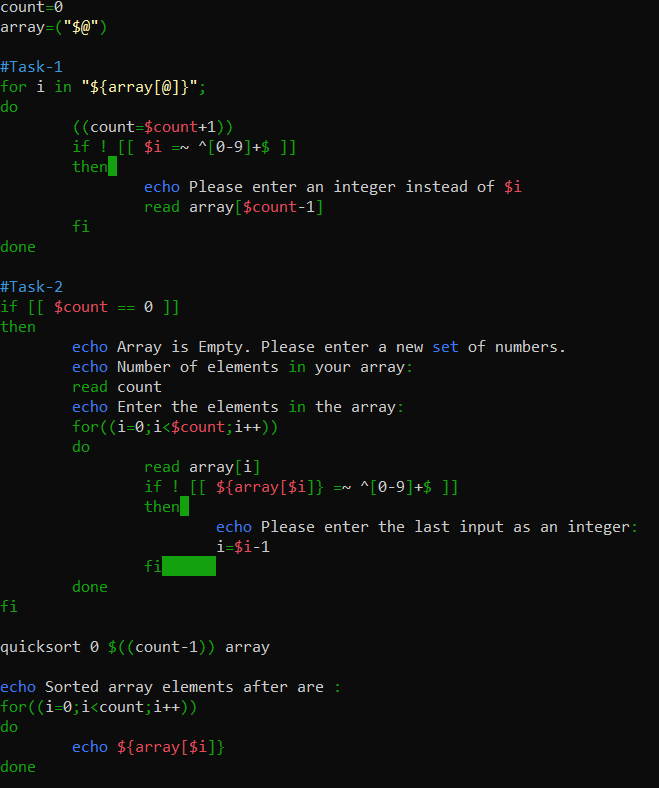 count=0
array=("$@")

#Task-1
for i in "${array[@]}";
do
        ((count=$count+1))
        if ! [[ $i =~ ^[0-9]+$ ]]
        then
                echo Please enter an integer instead of $i
                read array[$count-1]
        fi
done

#Task-2
if [[ $count == 0 ]]
then
        echo Array is Empty. Please enter a new set of numbers.
        echo Number of elements in your array:
        read count
        echo Enter the elements in the array:
        for((i=0;i<$count;i++))
        do
                read array[i]
                if ! [[ ${array[$i]} =~ ^[0-9]+$ ]]
                then
                        echo Please enter the last input as an integer:
                        i=$i-1
                fi
        done
fi

quicksort 0 $((count-1)) array

echo Sorted array elements after are :
for((i=0;i<count;i++))
do
        echo ${array[$i]}
done